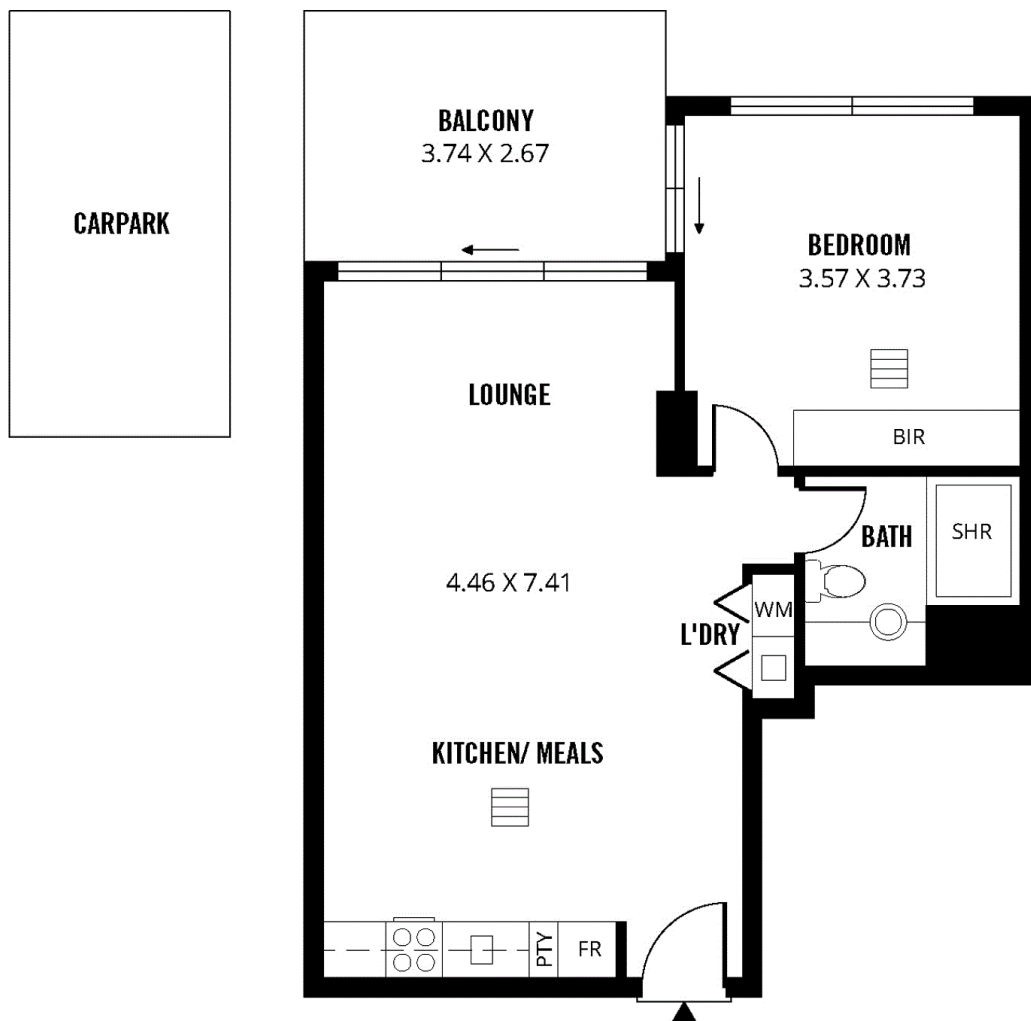 CARPARK
BALCONY
3.74 X 2.67
BEDROOM
3.57 X 3.73
LOUNGE
BIR
BATH
SHR
4.46 X 7.41
WM
L'DRY
KITCHEN/ MEALS
PTY
FR